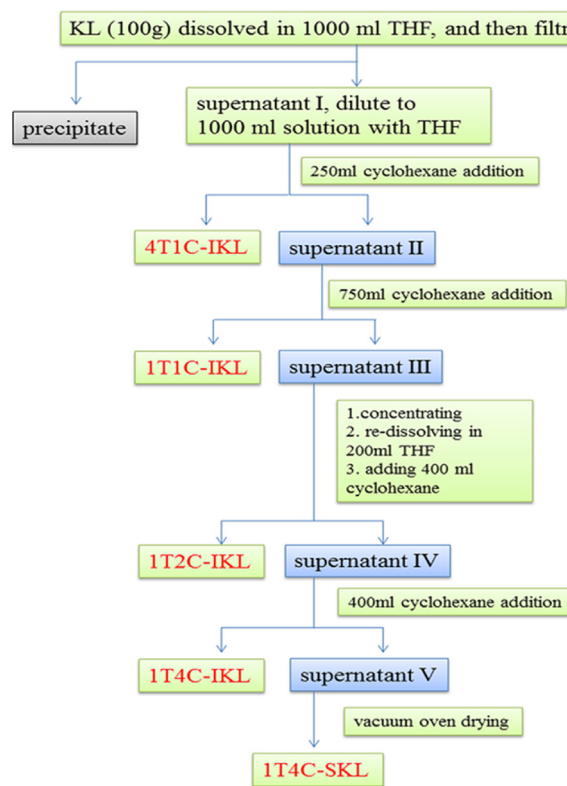 KL (100g) dissolved in 1000 ml THF, and then filtr
precipitate
supernatant I, dilute to
1000 ml solution with THF
250ml cyclohexane addition
4T1C-IKL
supernatant II
750ml cyclohexane addition
1T1C-IKL
supernatant III
1.concentrating
2. re-dissolving in
200ml THF
3. adding 400 ml
cyclohexane
1T2C-IKL
supernatant IV
400ml cyclohexane addition
1T4C-IKL
supernatant V
vacuum oven drying
1T4C-SKL